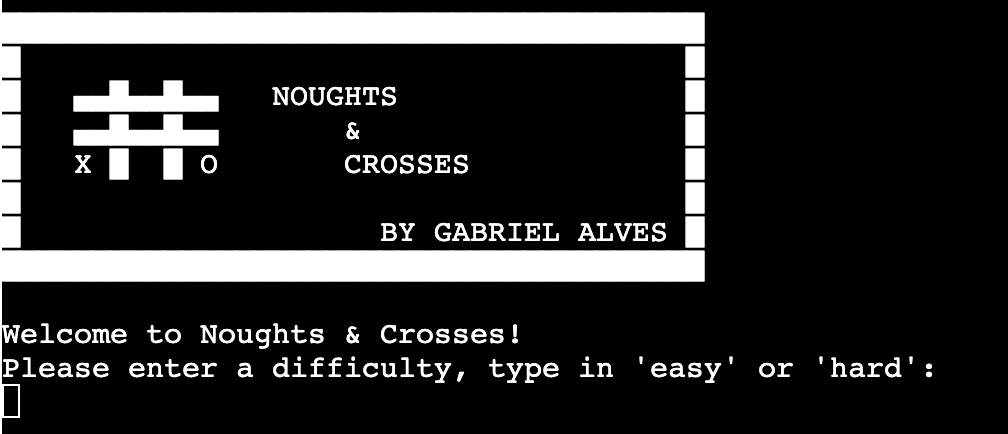 NOUGHTS
&
X O CROSSES
BY GABRIEL ALVES
Welcome to Noughts & Crosses!
Please enter a difficulty, type in 'easy' or 'hard':